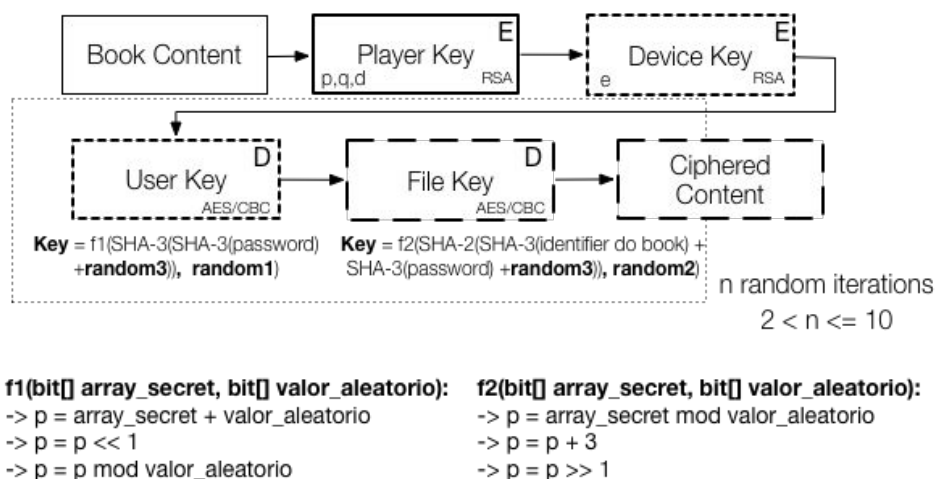 Book Content
Player Key
E
p,q,d
RSA
Device Key
E
e
RSA
User Key
D
AES/CBC
File Key
D
AES/CBC
Ciphered
Content
Key = f1(SHA-3(SHA-3(password)
+random3)), random1)
Key = f2(SHA-2(SHA-3(identifier do book) +
SHA-3(password) +random3)), random2)
n random iterations
2 < n <= 10
f1(bit[] array_secret, bit[] valor_aleatorio):
-> p = array_secret + valor_aleatorio
-> p = p << 1
-> p = p mod valor_aleatorio
f2(bit[] array_secret, bit[] valor_aleatorio):
-> p = array_secret mod valor_aleatorio
-> p = p + 3
-> p = p >> 1